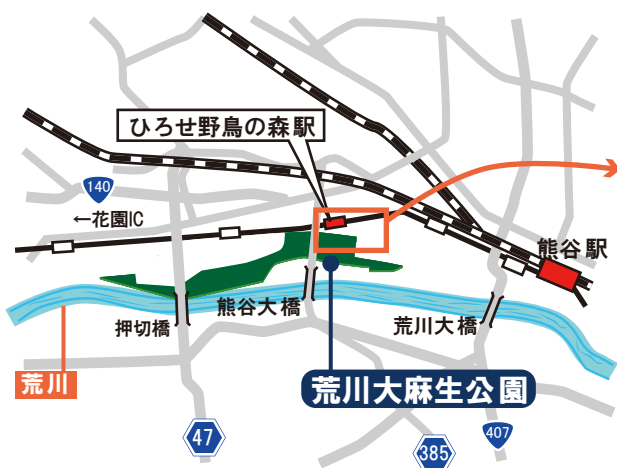 ひろせ野鳥の森駅
140
←花園IC
熊谷駅
熊谷大橋
押切橋
荒川大橋
荒川
荒川大麻生公園
47
385
407